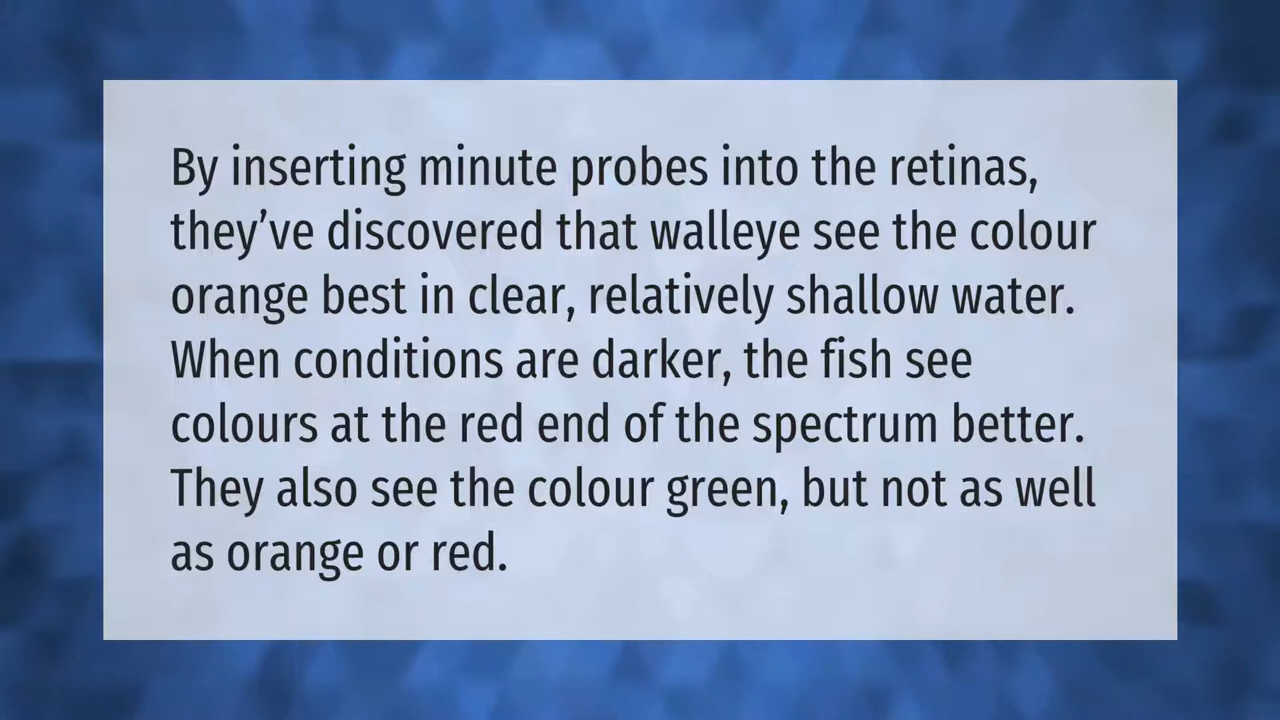 By inserting minute probes into the retinas,
they’ve discovered that walleye see the colour
orange best in clear, relatively shallow water.
When conditions are darker, the fish see
colours at the red end of the spectrum better.
They also see the colour green, but not as well
as orange or red.